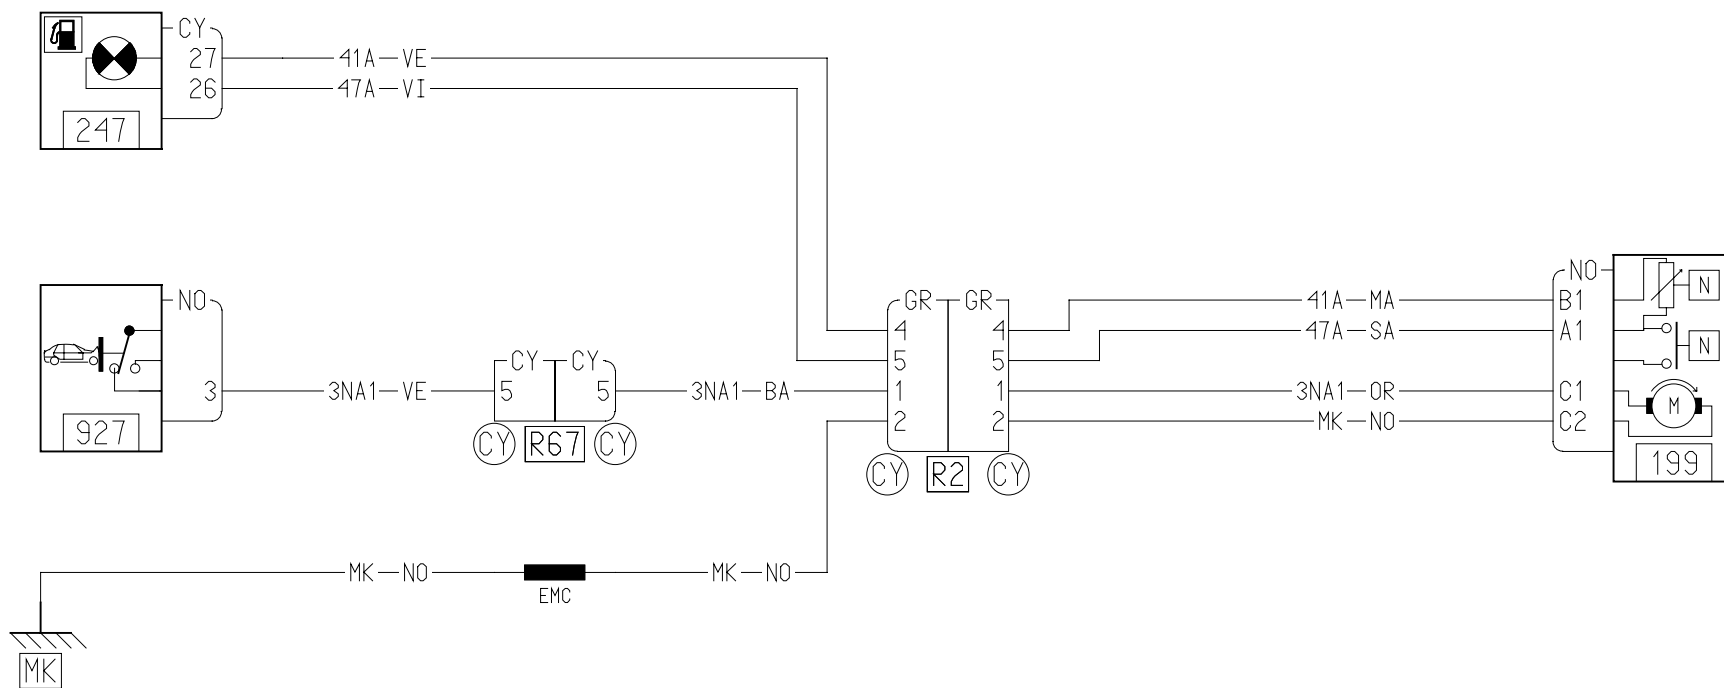 CY
27 41A VE
26 47A VI
247
NO
3 3NA1 VE
927
CY CY
5 5
CY R67 CY
3NA1 BA
GR GR
4 4
5 5
1 1
2 2
CY R2 CY
41A MA
47A SA
3NA1 OR
MK NO
NO
B1
A1
C1
C2
N
N
M
199
MK NO
EMC
MK NO
MK